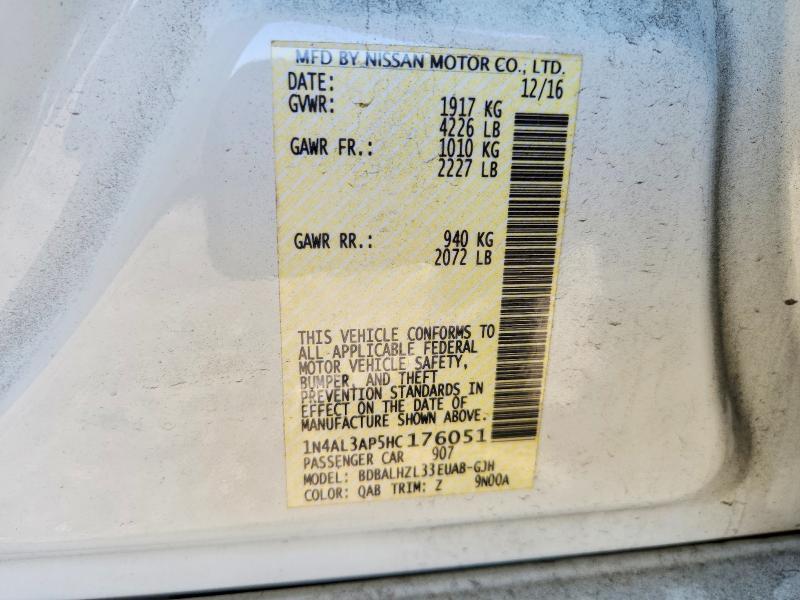 MFD BY NISSAN MOTOR CO., LTD.
DATE: 12/16
GVWR: 1917 KG
4226 LB
GAWR FR.: 1010 KG
2227 LB
GAWR RR.: 940 KG
2072 LB
THIS VEHICLE CONFORMS TO
ALL APPLICABLE FEDERAL
MOTOR VEHICLE SAFETY,
BUMPER, AND THEFT
PREVENTION STANDARDS IN
EFFECT ON THE DATE OF
MANUFACTURE SHOWN ABOVE.
1N4AL3AP5HC176051
PASSENGER CAR 907
MODEL: BDBALHZL33EUAB-GJH
COLOR: QAB TRIM: Z 9N00A